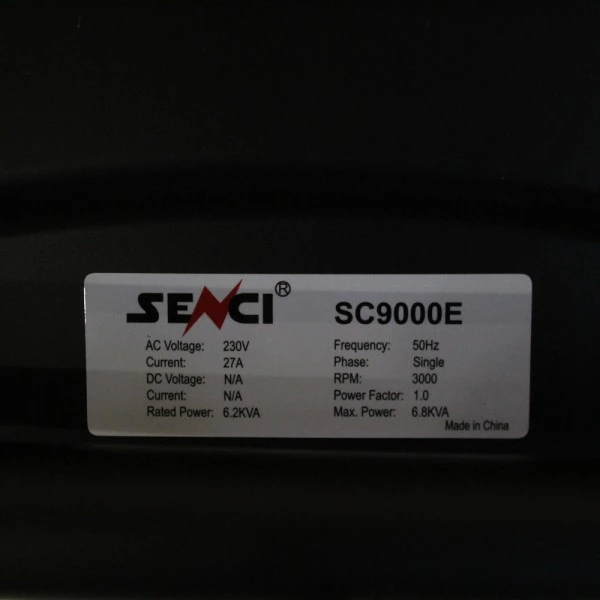 SENCI® SC9000E
AC Voltage: 230V Frequency: 50Hz
Current: 27A Phase: Single
DC Voltage: N/A RPM: 3000
Current: N/A Power Factor: 1.0
Rated Power: 6.2KVA Max. Power: 6.8KVA
Made in China